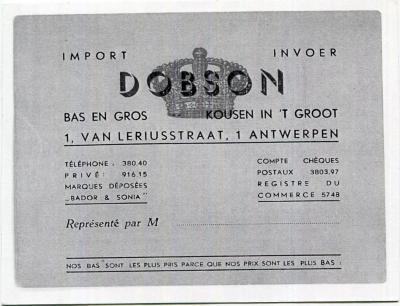 IMPORT INVOER
DOBSON
BAS EN GROS KOUSEN IN 'T GROOT
1, VAN LERIUSSTRAAT, 1 ANTWERPEN
TÉLÉPHONE : 380.40
PRIVÉ : 916.15
MARQUES DÉPOSÉES
„BADOR & SONIA"
COMPTE CHÈQUES
POSTAUX 3803,97
REGISTRE DU
COMMERCE 5748
Représenté par M
NOS BAS SONT LES PLUS PRIS PARCE QUE NOS PRIX SONT LES PLUS BAS !